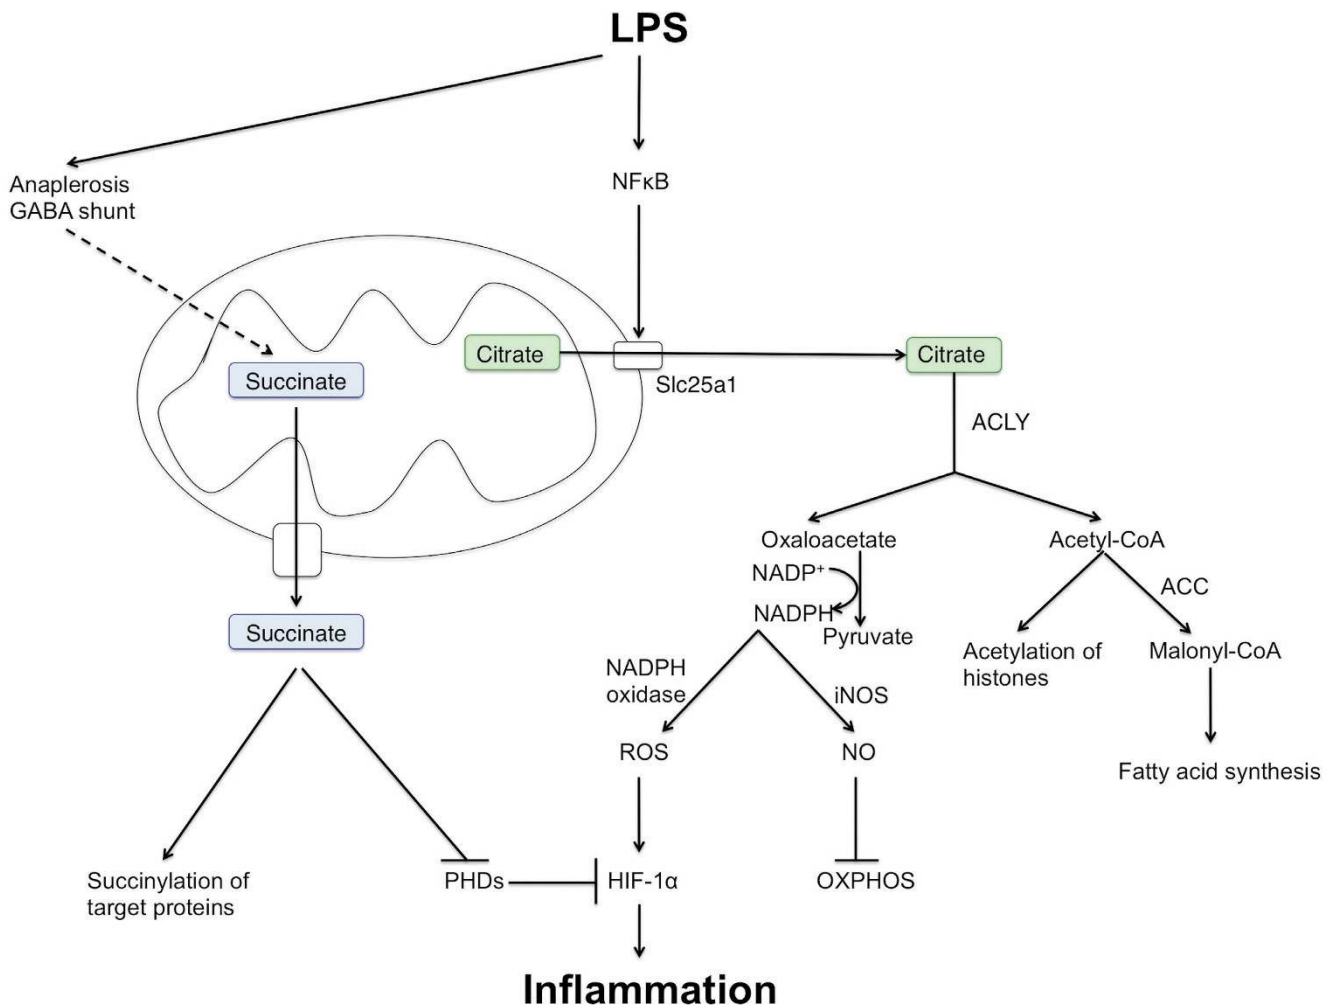 LPS
Anaplerosis
GABA shunt
NFκB
Citrate
Citrate
Slc25a1
Succinate
ACLY
Oxaloacetate
Acetyl-CoA
NADP⁺
NADPH
Pyruvate
ACC
Acetylation of
histones
Malonyl-CoA
Succinate
NADPH
oxidase
iNOS
ROS
NO
Fatty acid synthesis
Succinylation of
target proteins
PHDs
HIF-1α
OXPHOS
Inflammation